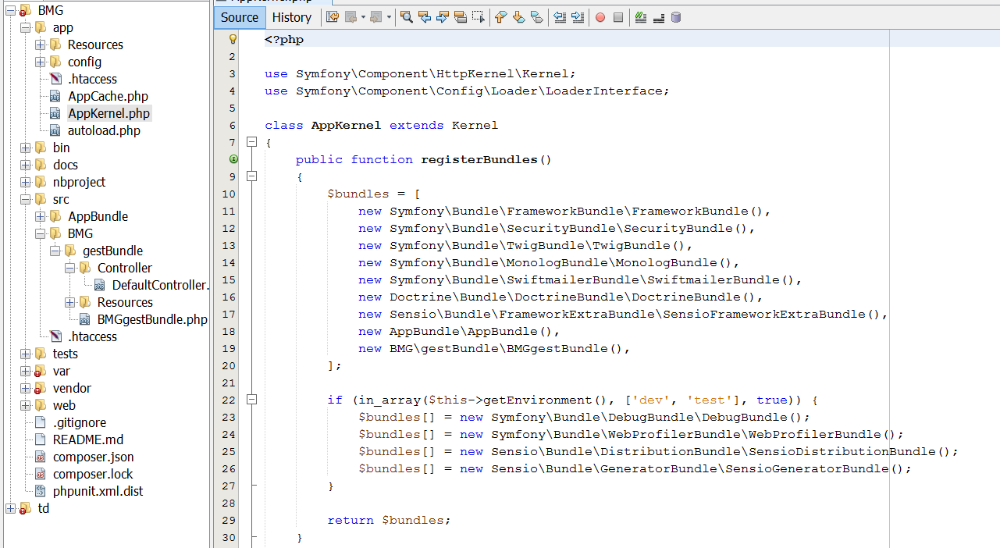 BMG
app
Resources
config
.htaccess
AppCache.php
AppKernel.php
autoload.php
bin
docs
nbproject
src
AppBundle
BMG
gestBundle
Controller
DefaultController.
Resources
BMGgestBundle.php
.htaccess
tests
var
vendor
web
.gitignore
README.md
composer.json
composer.lock
phpunit.xml.dist
td
AppKernel.php
Source History
<?php
2
3 use Symfony\Component\HttpKernel\Kernel;
4 use Symfony\Component\Config\Loader\LoaderInterface;
5
6 class AppKernel extends Kernel
7 {
public function registerBundles()
9 {
10 $bundles = [
11 new Symfony\Bundle\FrameworkBundle\FrameworkBundle(),
12 new Symfony\Bundle\SecurityBundle\SecurityBundle(),
13 new Symfony\Bundle\TwigBundle\TwigBundle(),
14 new Symfony\Bundle\MonologBundle\MonologBundle(),
15 new Symfony\Bundle\SwiftmailerBundle\SwiftmailerBundle(),
16 new Doctrine\Bundle\DoctrineBundle\DoctrineBundle(),
17 new Sensio\Bundle\FrameworkExtraBundle\SensioFrameworkExtraBundle(),
18 new AppBundle\AppBundle(),
19 new BMG\gestBundle\BMGgestBundle(),
20 ];
21
22 if (in_array($this->getEnvironment(), ['dev', 'test'], true)) {
23 $bundles[] = new Symfony\Bundle\DebugBundle\DebugBundle();
24 $bundles[] = new Symfony\Bundle\WebProfilerBundle\WebProfilerBundle();
25 $bundles[] = new Sensio\Bundle\DistributionBundle\SensioDistributionBundle();
26 $bundles[] = new Sensio\Bundle\GeneratorBundle\SensioGeneratorBundle();
27 }
28
29 return $bundles;
30 }